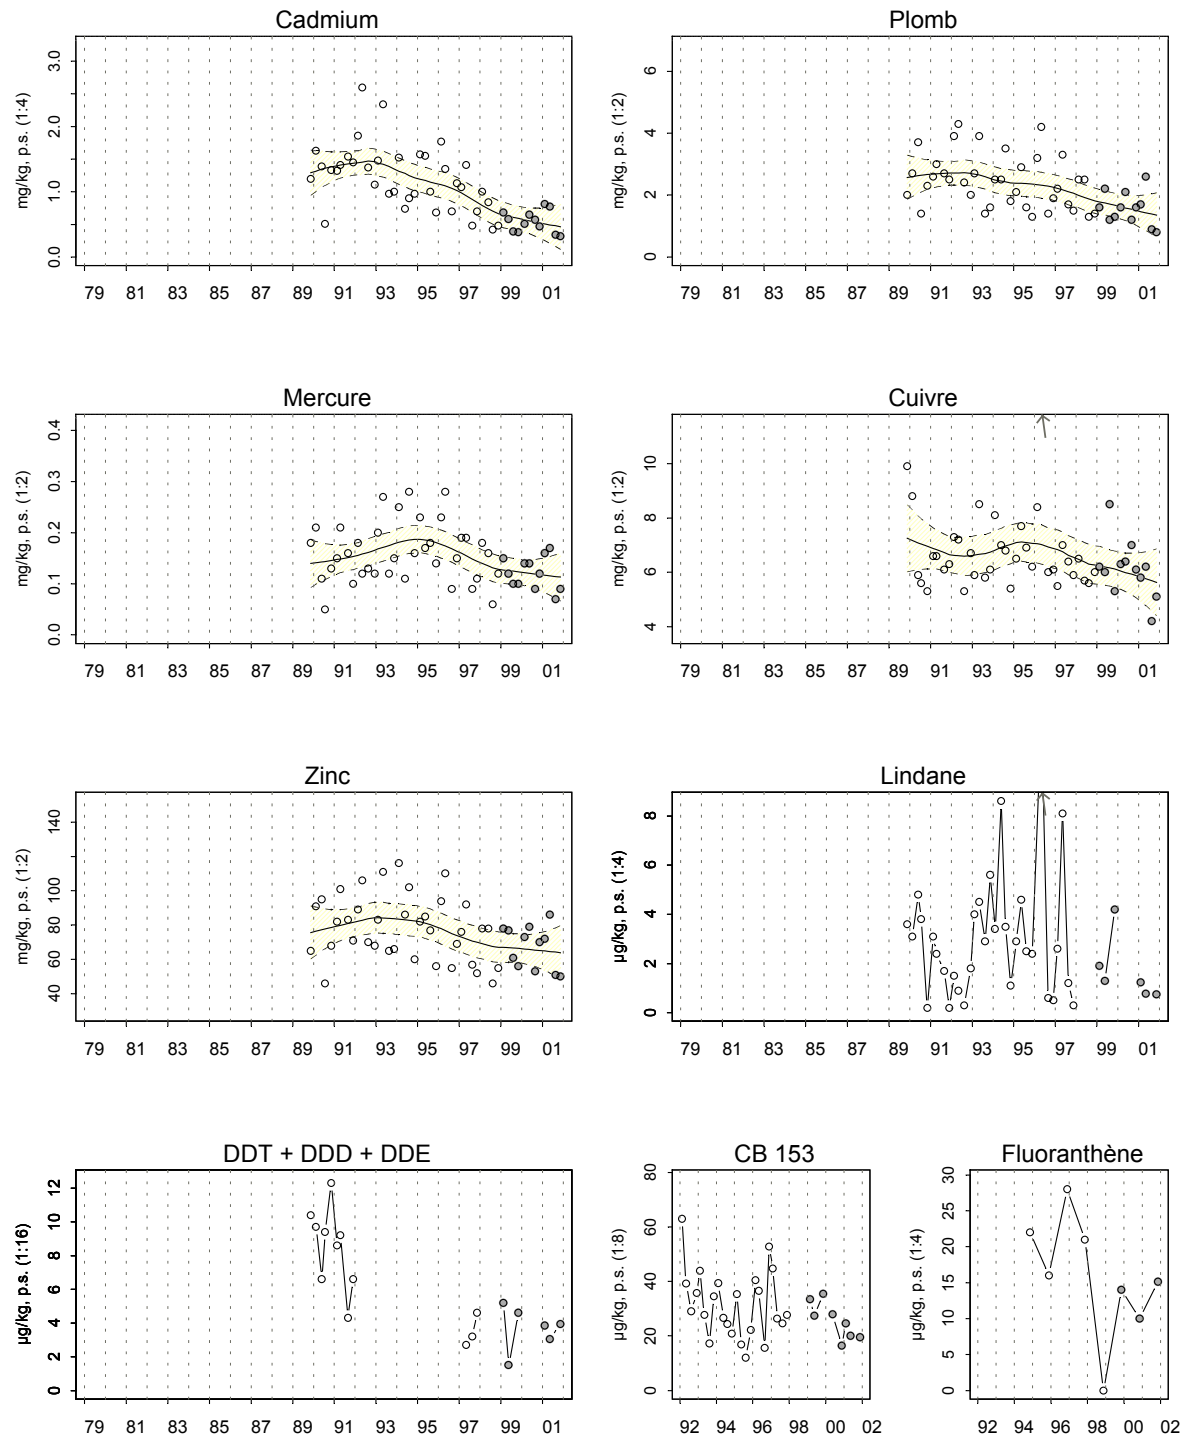 Cadmium
mg/kg, p.s. (1:4)
0.0 1.0 2.0 3.0
79 81 83 85 87 89 91 93 95 97 99 01
Plomb
mg/kg, p.s. (1:2)
0 2 4 6
79 81 83 85 87 89 91 93 95 97 99 01
Mercure
mg/kg, p.s. (1:2)
0.0 0.1 0.2 0.3 0.4
79 81 83 85 87 89 91 93 95 97 99 01
Cuivre
mg/kg, p.s. (1:2)
4 6 8 10
79 81 83 85 87 89 91 93 95 97 99 01
Zinc
mg/kg, p.s. (1:2)
40 60 80 100 140
79 81 83 85 87 89 91 93 95 97 99 01
Lindane
µg/kg, p.s. (1:4)
0 2 4 6 8
79 81 83 85 87 89 91 93 95 97 99 01
DDT + DDD + DDE
µg/kg, p.s. (1:16)
0 2 4 6 8 10 12
79 81 83 85 87 89 91 93 95 97 99 01
CB 153
µg/kg, p.s. (1:8)
0 20 40 60 80
92 94 96 98 00 02
Fluoranthène
µg/kg, p.s. (1:4)
0 5 10 15 20 25 30
92 94 96 98 00 02